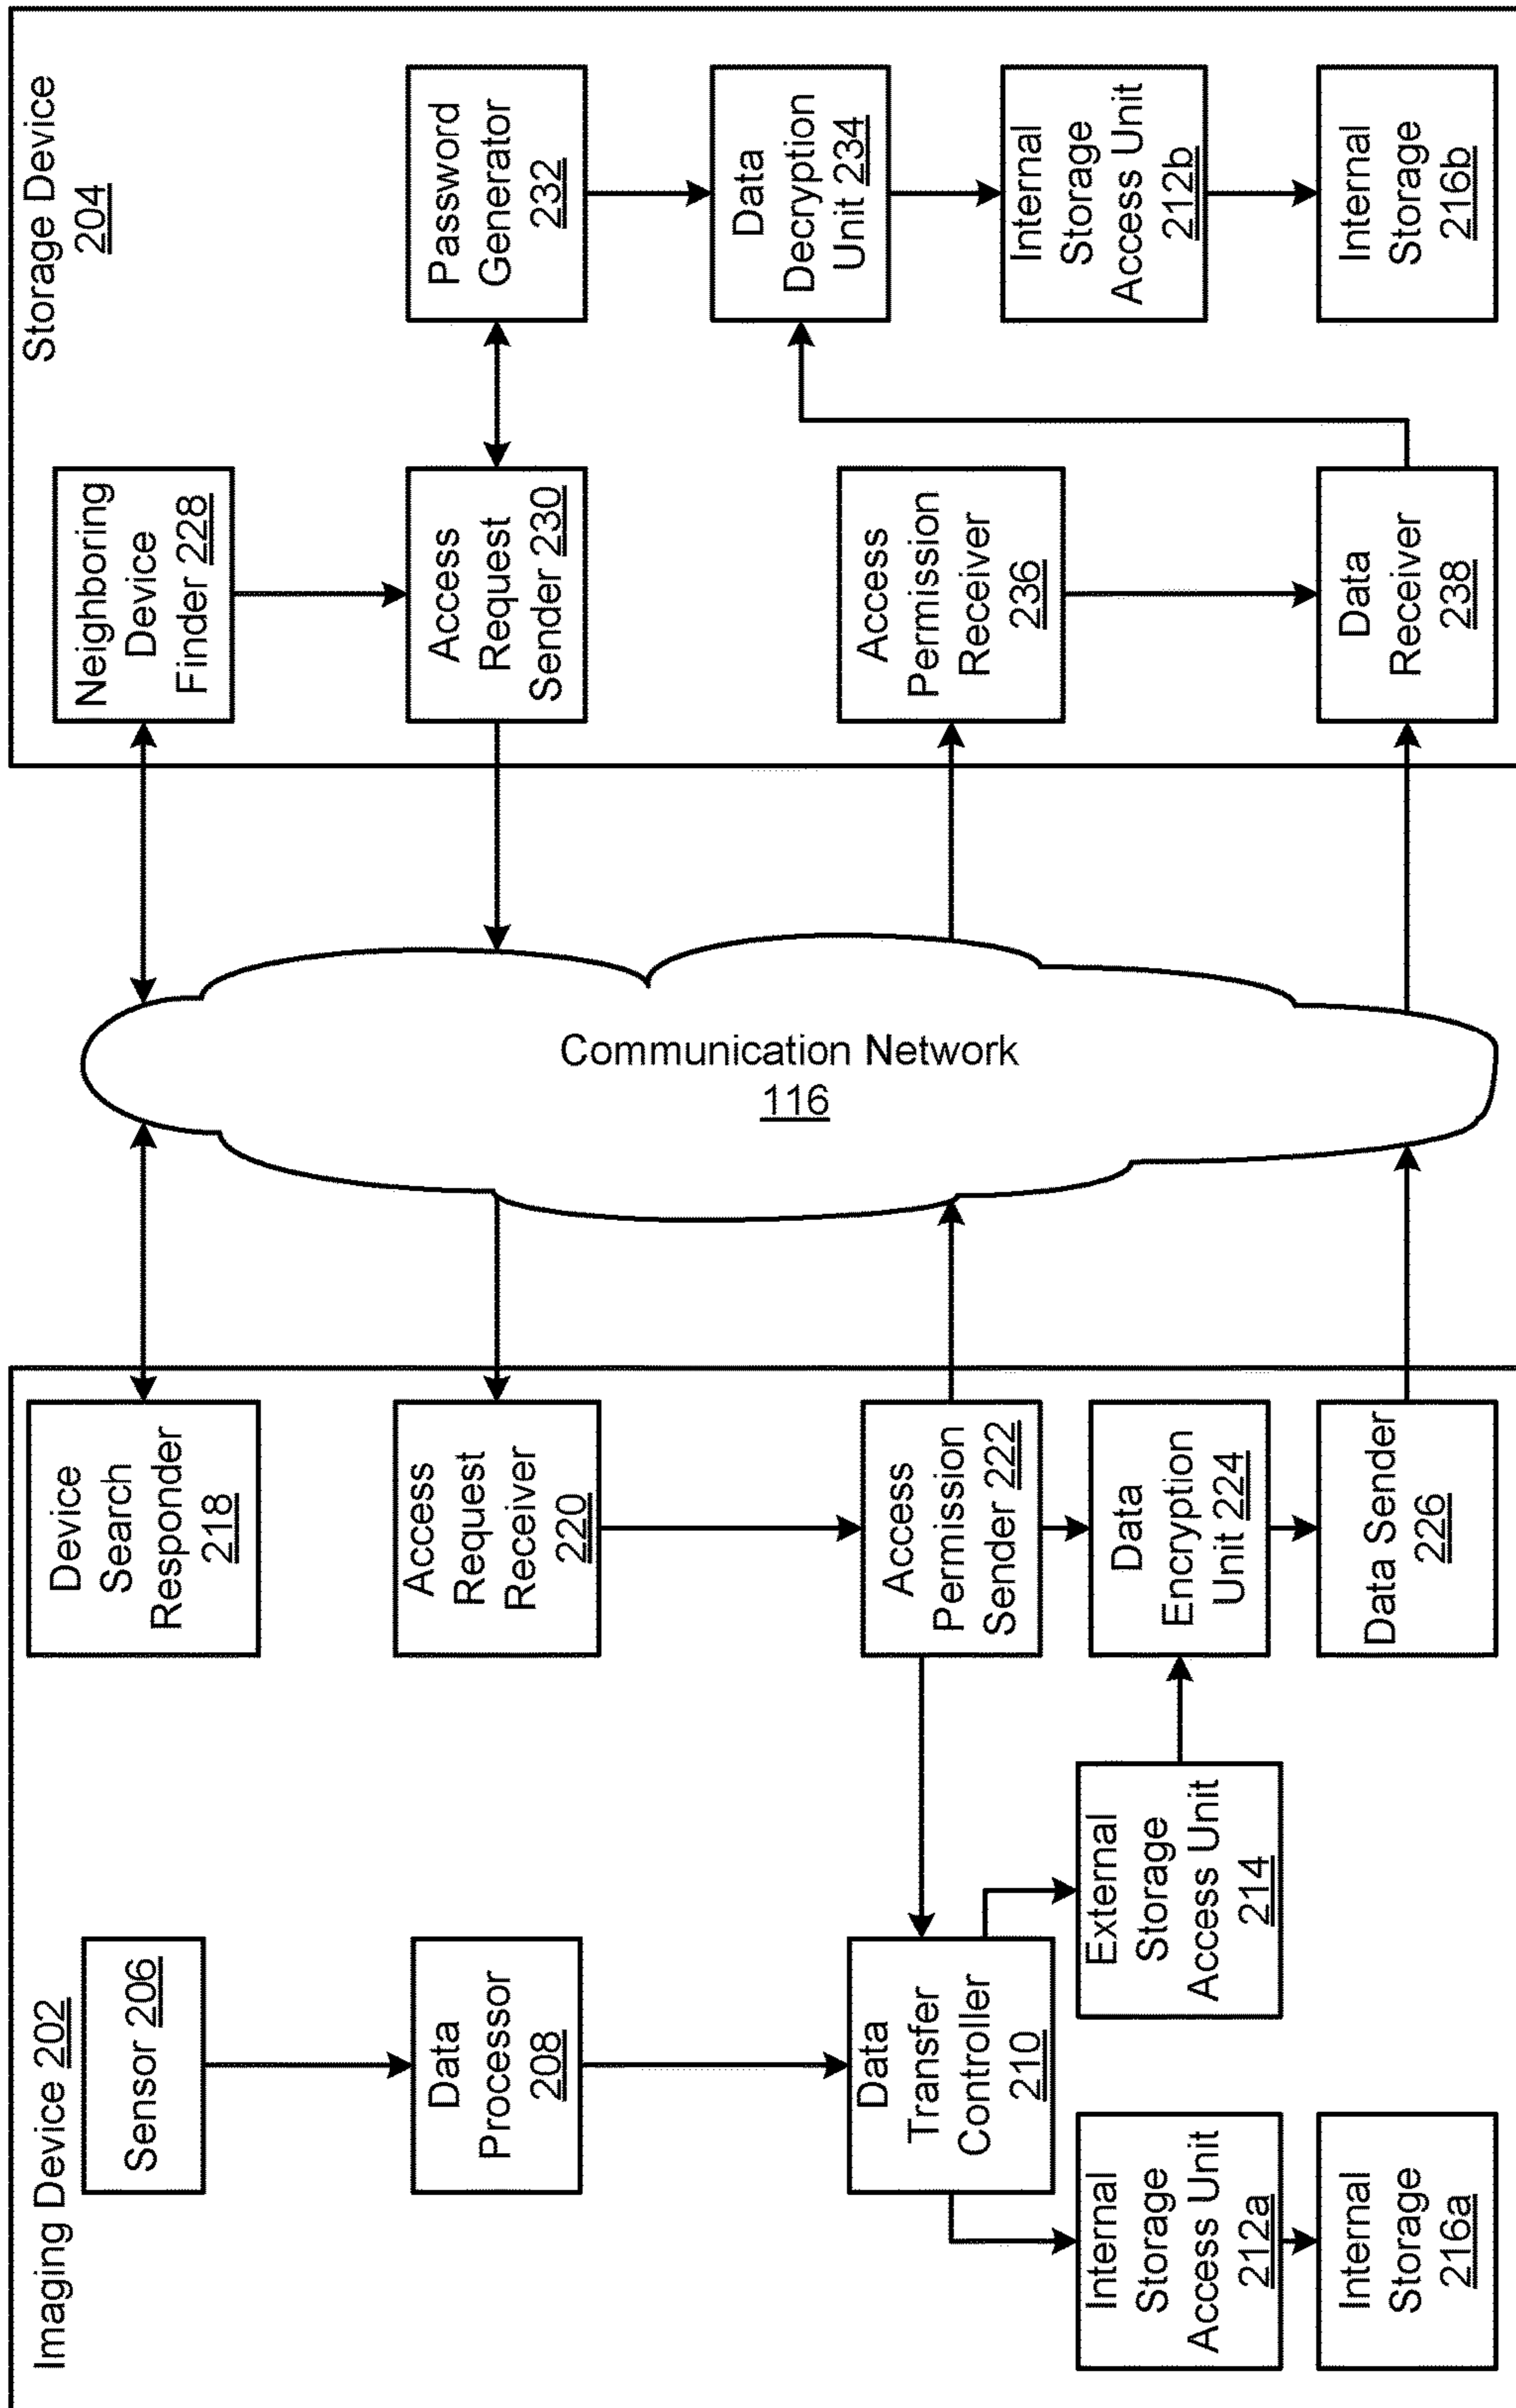 Imaging Device 202
Sensor 206
Data
Processor
208
Data
Transfer
Controller
210
Internal
Storage
Access Unit
212a
Internal
Storage
216a
External
Storage
Access Unit
214
Device
Search
Responder
218
Access
Request
Receiver
220
Access
Permission
Sender 222
Data
Encryption
Unit 224
Data Sender
226
Communication Network
116
Storage Device
204
Neighboring
Device
Finder 228
Access
Request
Sender 230
Password
Generator
232
Data
Decryption
Unit 234
Internal
Storage
Access Unit
212b
Internal
Storage
216b
Access
Permission
Receiver
236
Data
Receiver
238